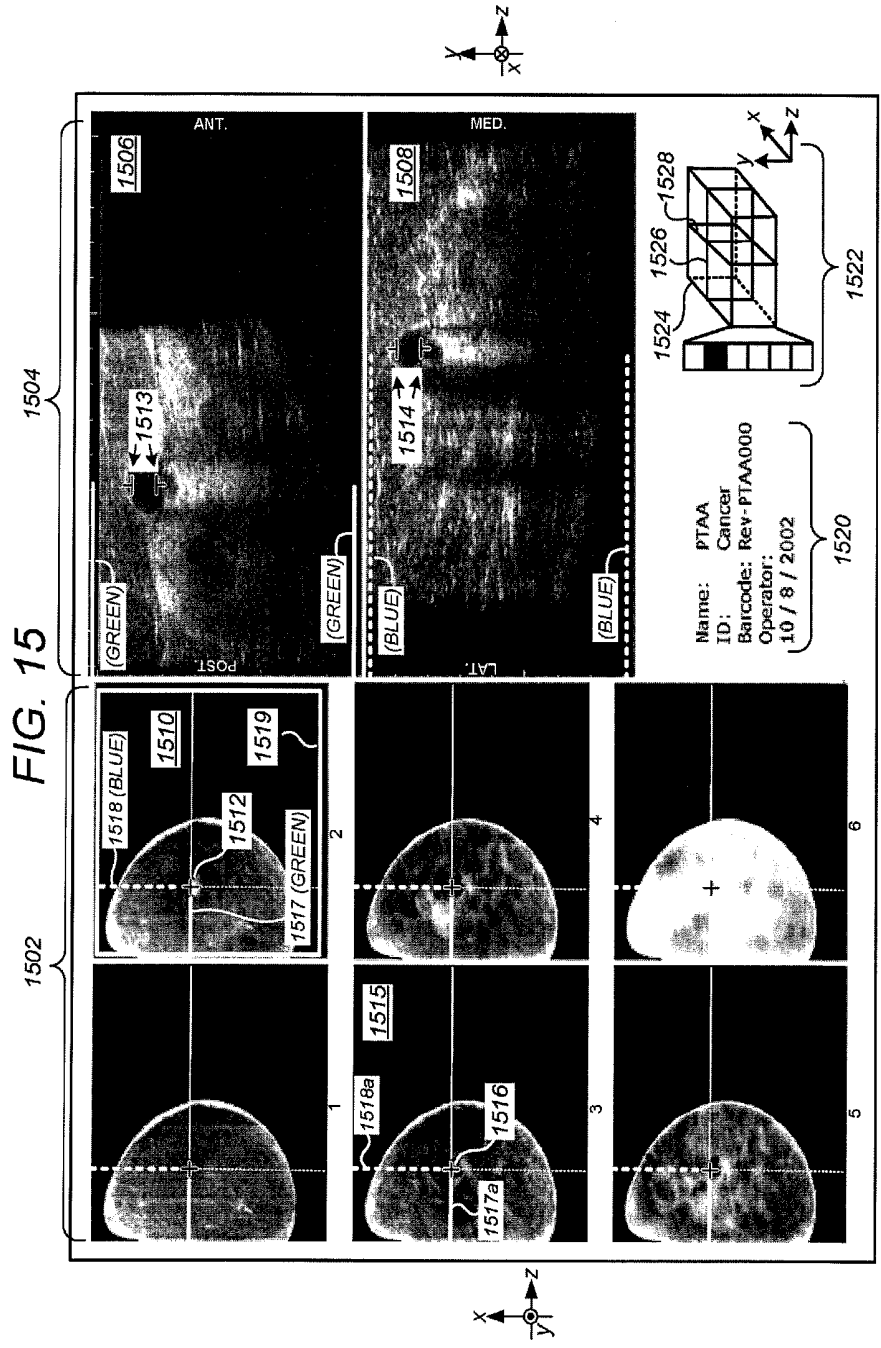 FIG. 15
1502
1504
1518 (BLUE)
1510
1512
1517 (GREEN)
1519
1
2
1515
1518a
1516
1517a
3
4
5
6
(GREEN)
1506
1513
POST.
ANT.
(GREEN)
(BLUE)
1508
1514
LAT.
MED.
(BLUE)
Name: PTAA
ID: Cancer
Barcode: Rev-PTAA000
Operator:
10 / 8 / 2002
1520
1524
1526
1528
y
x
z
1522
x
y
z
y
x
z